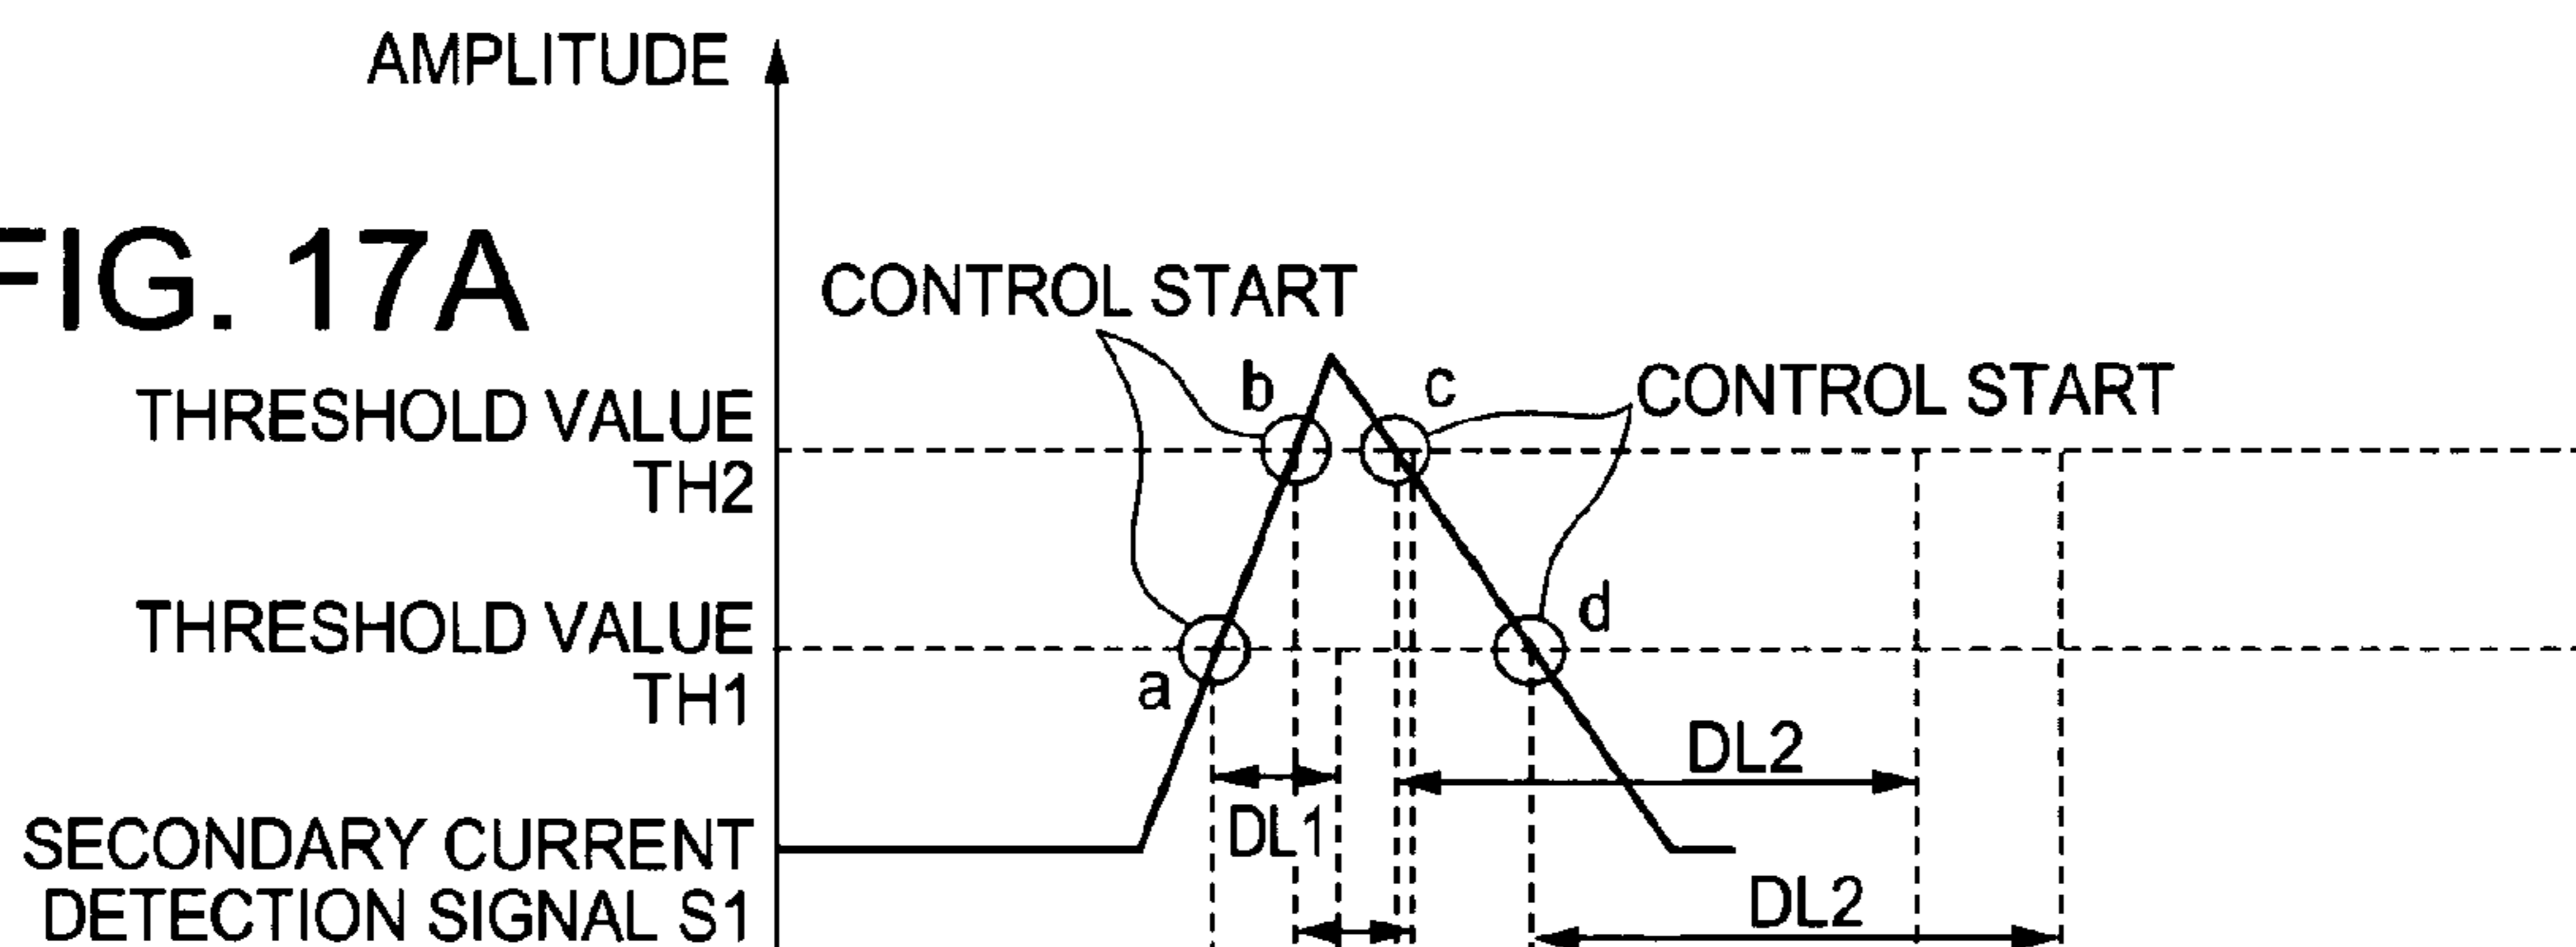 AMPLITUDE
FIG. 17A
CONTROL START
b
c
CONTROL START
THRESHOLD VALUE
TH2
THRESHOLD VALUE
TH1
a
d
DL2
DL1
SECONDARY CURRENT
DETECTION SIGNAL S1
DL2